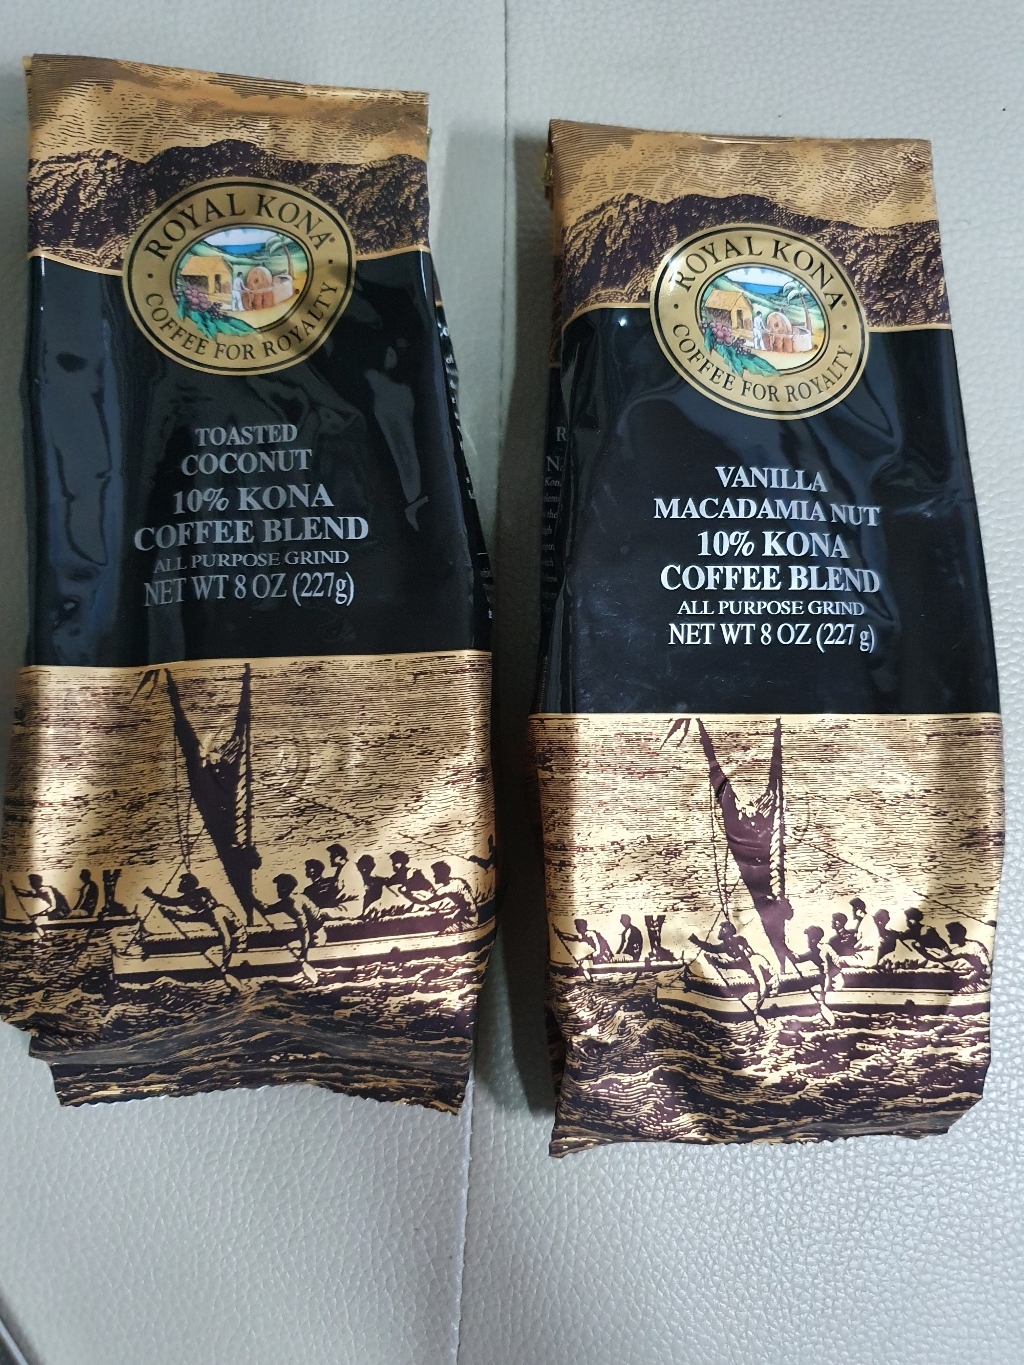 ROYAL KONA
COFFEE FOR ROYALTY
TOASTED
COCONUT
10% KONA
COFFEE BLEND
ALL PURPOSE GRIND
NET WT 8 OZ (227g)
ROYAL KONA
COFFEE FOR ROYALTY
VANILLA
MACADAMIA NUT
10% KONA
COFFEE BLEND
ALL PURPOSE GRIND
NET WT 8 OZ (227 g)